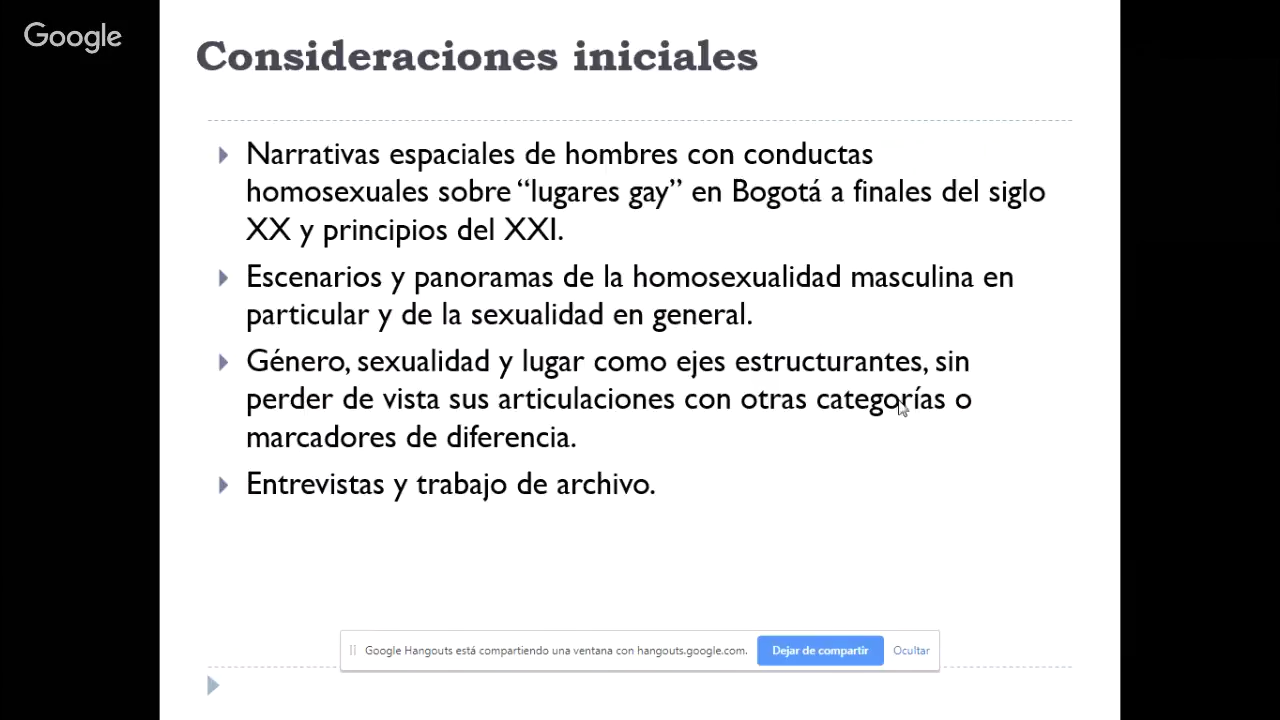 Google
Consideraciones iniciales
Narrativas espaciales de hombres con conductas
homosexuales sobre “lugares gay” en Bogotá a finales del siglo
XX y principios del XXI.
Escenarios y panoramas de la homosexualidad masculina en
particular y de la sexualidad en general.
Género, sexualidad y lugar como ejes estructurantes, sin
perder de vista sus articulaciones con otras categorías o
marcadores de diferencia.
Entrevistas y trabajo de archivo.
Google Hangouts está compartiendo una ventana con hangouts.google.com. Dejar de compartir Ocultar